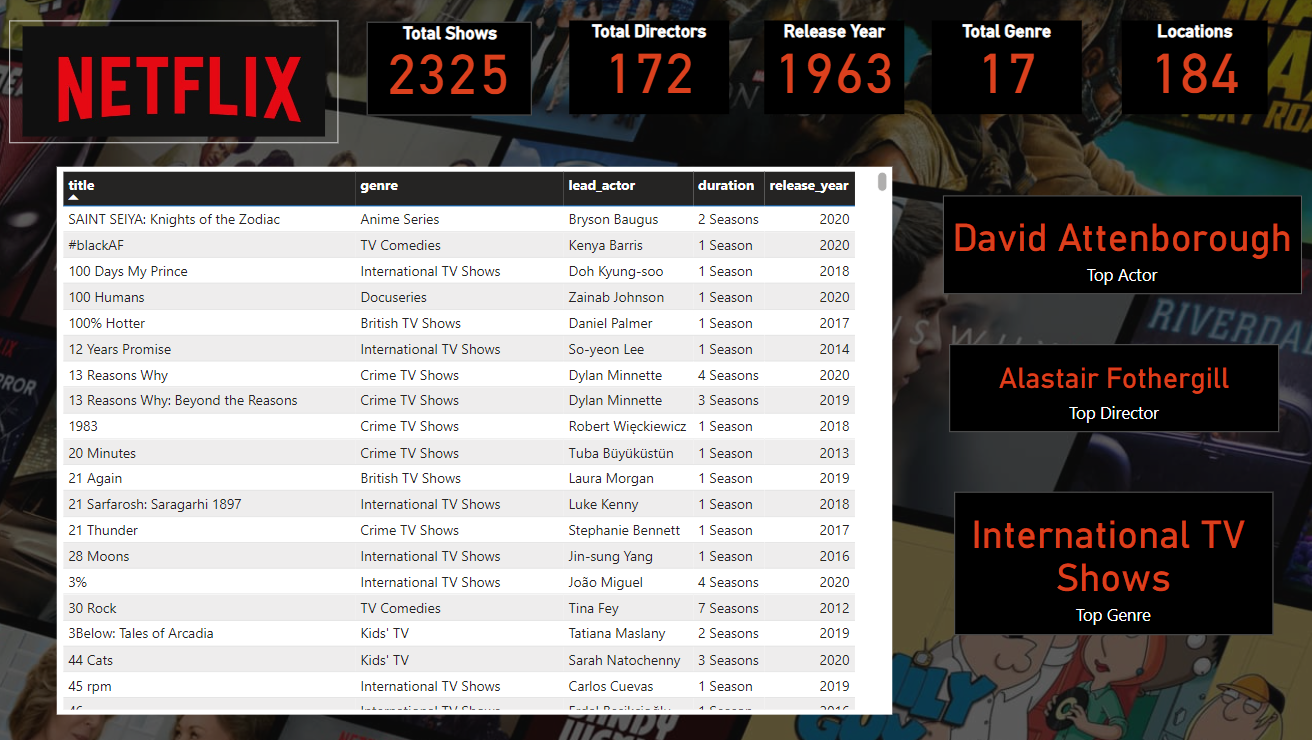 NETFLIX
Total Shows
2325
Total Directors
172
Release Year
1963
Total Genre
17
Locations
184
title genre lead_actor duration release_year
SAINT SEIYA: Knights of the Zodiac Anime Series Bryson Baugus 2 Seasons 2020
#blackAF TV Comedies Kenya Barris 1 Season 2020
100 Days My Prince International TV Shows Doh Kyung-soo 1 Season 2018
100 Humans Docuseries Zainab Johnson 1 Season 2020
100% Hotter British TV Shows Daniel Palmer 1 Season 2017
12 Years Promise International TV Shows So-yeon Lee 1 Season 2014
13 Reasons Why Crime TV Shows Dylan Minnette 4 Seasons 2020
13 Reasons Why: Beyond the Reasons Crime TV Shows Dylan Minnette 3 Seasons 2019
1983 Crime TV Shows Robert Więckiewicz 1 Season 2018
20 Minutes Crime TV Shows Tuba Büyüküstün 1 Season 2013
21 Again British TV Shows Laura Morgan 1 Season 2019
21 Sarfarosh: Saragarhi 1897 International TV Shows Luke Kenny 1 Season 2018
21 Thunder Crime TV Shows Stephanie Bennett 1 Season 2017
28 Moons International TV Shows Jin-sung Yang 1 Season 2016
3% International TV Shows João Miguel 4 Seasons 2020
30 Rock TV Comedies Tina Fey 7 Seasons 2012
3Below: Tales of Arcadia Kids' TV Tatiana Maslany 2 Seasons 2019
44 Cats Kids' TV Sarah Natochenny 3 Seasons 2020
45 rpm International TV Shows Carlos Cuevas 1 Season 2019
David Attenborough
Top Actor
RIVERDA
Alastair Fothergill
Top Director
International TV
Shows
Top Genre